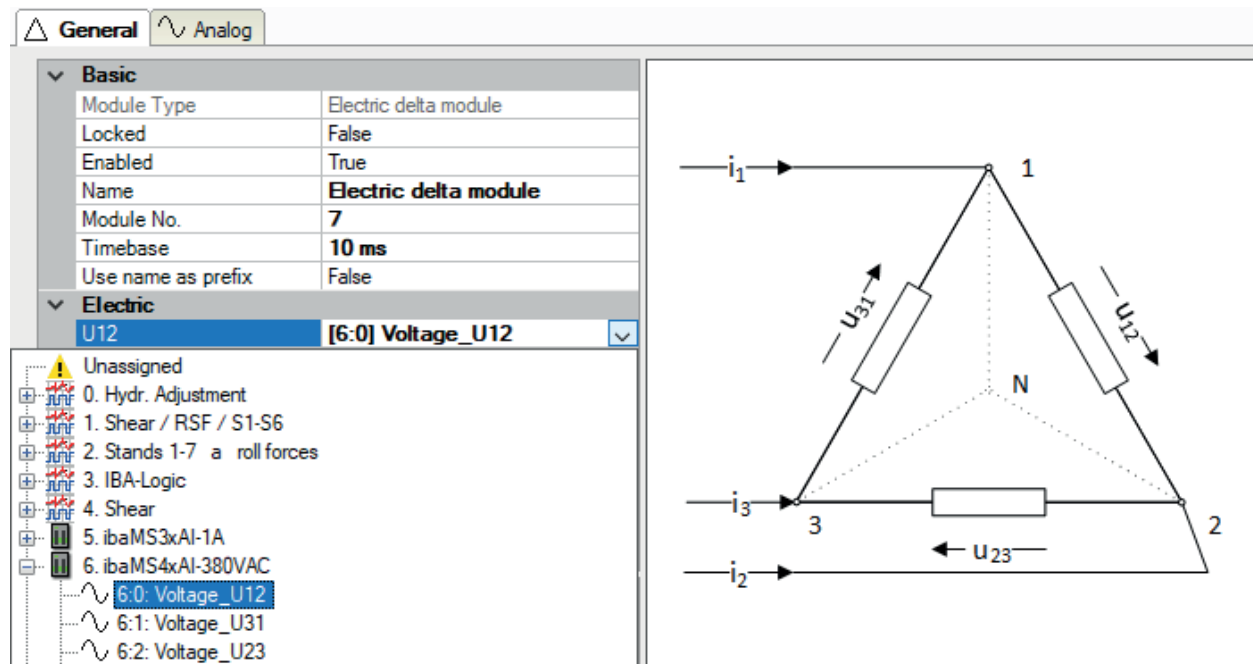 General Analog
Basic
Module Type Electric delta module
Locked False
Enabled True
Name Electric delta module
Module No. 7
Timebase 10 ms
Use name as prefix False
Electric
U12 [6:0] Voltage_U12
Unassigned
0. Hydr. Adjustment
1. Shear / RSF / S1-S6
2. Stands 1-7 a roll forces
3. IBA-Logic
4. Shear
5. ibaMS3xAI-1A
6. ibaMS4xAI-380VAC
6:0: Voltage_U12
6:1: Voltage_U31
6:2: Voltage_U23
i1
1
u31
u12
N
i3
3
2
u23
i2